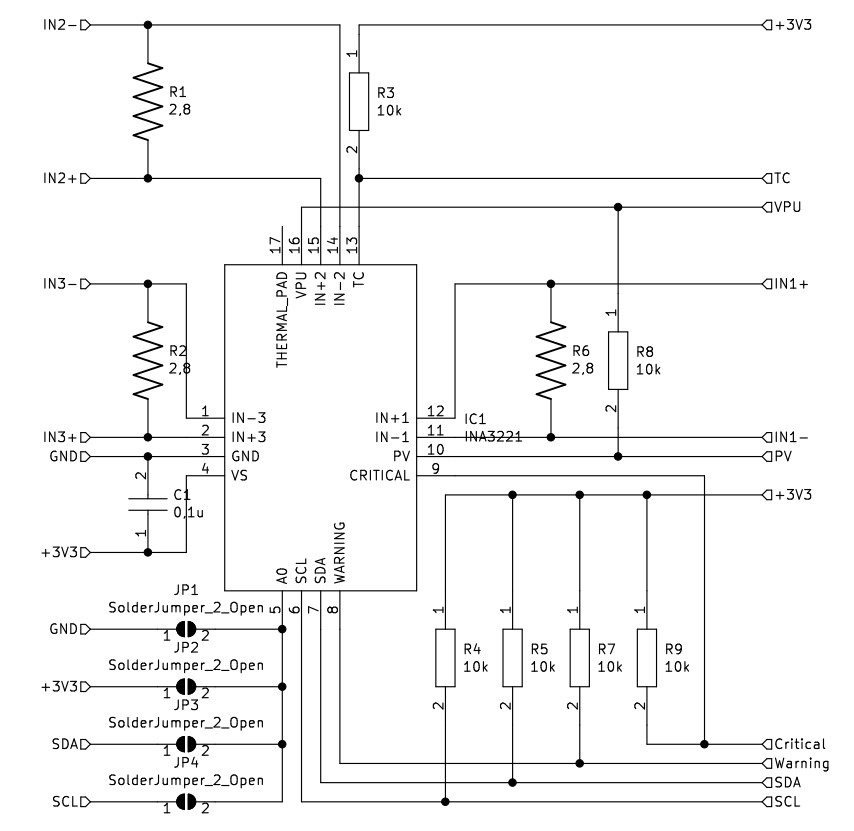 IN2-
+3V3
1
R1
2,8
R3
10k
2
IN2+
TC
VPU
17
16
15
14
13
THERMAL_PAD
VPU
IN+2
IN-2
TC
IN3-
IN1+
1
R2
2,8
R6
2,8
R8
10k
2
1
IN-3
IN+1
12
IC1
IN3+
2
IN+3
IN-1
11
INA3221
IN1-
GND
3
GND
PV
10
PV
4
VS
CRITICAL
9
2
C1
0,1u
1
+3V3
+3V3
A0
SCL
SDA
WARNING
5
6
7
8
JP1
SolderJumper_2_Open
GND
1
2
JP2
SolderJumper_2_Open
+3V3
1
2
JP3
SolderJumper_2_Open
SDA
1
2
JP4
SolderJumper_2_Open
SCL
1
2
1
1
1
1
R4
10k
R5
10k
R7
10k
R9
10k
2
2
2
2
Critical
Warning
SDA
SCL